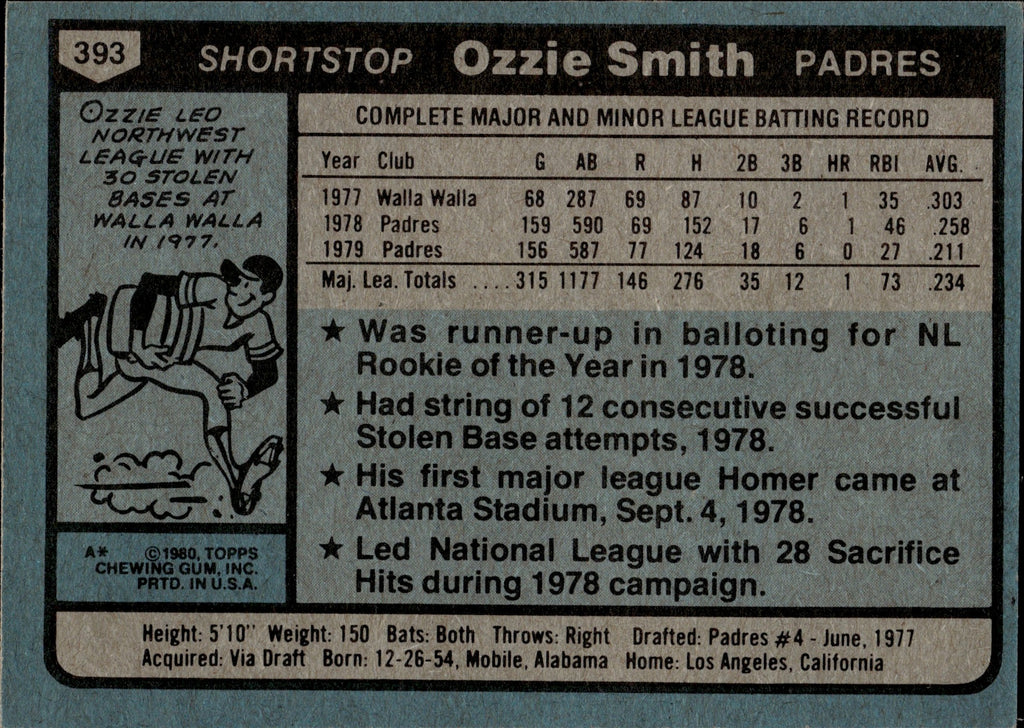 393 SHORTSTOP Ozzie Smith PADRES
OZZIE LEO
NORTHWEST
LEAGUE WITH
30 STOLEN
BASES AT
WALLA WALLA
IN 1977.
COMPLETE MAJOR AND MINOR LEAGUE BATTING RECORD
Year Club G AB R H 2B 3B HR RBI AVG.
1977 Walla Walla 68 287 69 87 10 2 1 35 .303
1978 Padres 159 590 69 152 17 6 1 46 .258
1979 Padres 156 587 77 124 18 6 0 27 .211
Maj. Lea. Totals ....315 1177 146 276 35 12 1 73 .234
★ Was runner-up in balloting for NL
Rookie of the Year in 1978.
★ Had string of 12 consecutive successful
Stolen Base attempts, 1978.
★ His first major league Homer came at
Atlanta Stadium, Sept. 4, 1978.
★ Led National League with 28 Sacrifice
Hits during 1978 campaign.
A* ©1980, TOPPS
CHEWING GUM, INC.
PRTD. IN U.S.A.
Height: 5'10" Weight: 150 Bats: Both Throws: Right Drafted: Padres #4 - June, 1977
Acquired: Via Draft Born: 12-26-54, Mobile, Alabama Home: Los Angeles, California